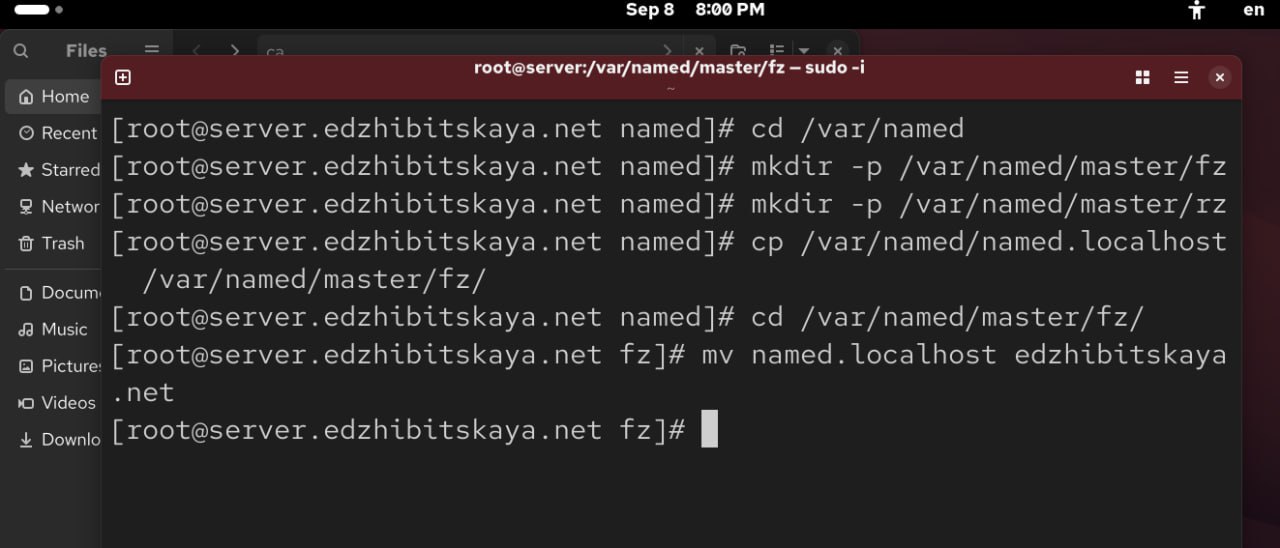 Sep 8 8:00 PM
en
Files
ca
root@server:/var/named/master/fz — sudo -i
~
Home
Recent
Starred
Networ
Trash
Docume
Music
Pictures
Videos
Downlo
[root@server.edzhibitskaya.net named]# cd /var/named
[root@server.edzhibitskaya.net named]# mkdir -p /var/named/master/fz
[root@server.edzhibitskaya.net named]# mkdir -p /var/named/master/rz
[root@server.edzhibitskaya.net named]# cp /var/named/named.localhost
/var/named/master/fz/
[root@server.edzhibitskaya.net named]# cd /var/named/master/fz/
[root@server.edzhibitskaya.net fz]# mv named.localhost edzhibitskaya
.net
[root@server.edzhibitskaya.net fz]#